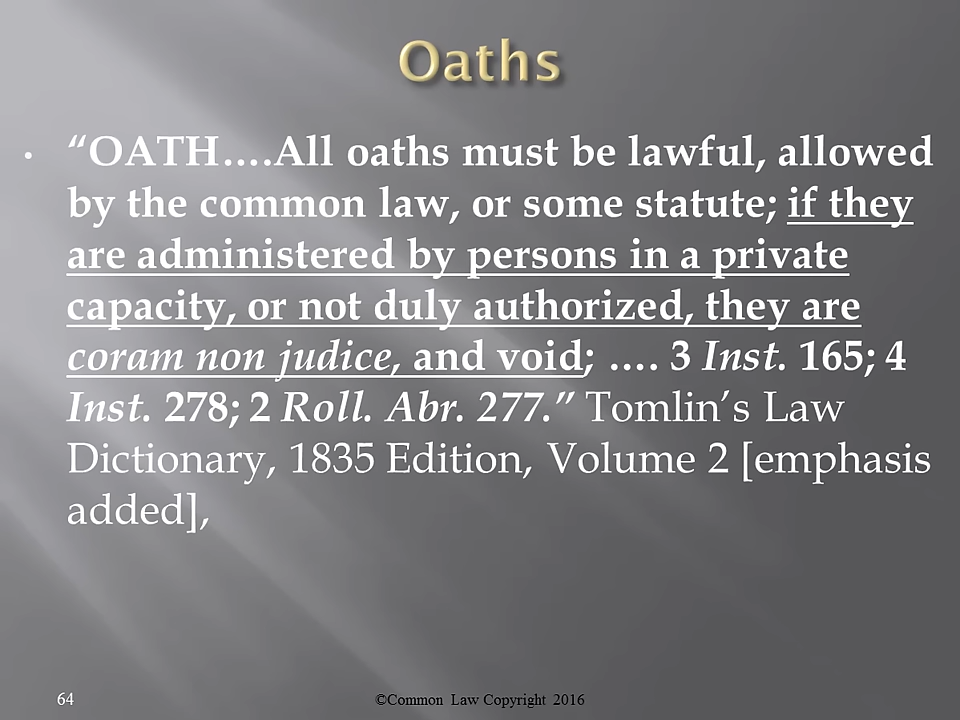 Oaths
• “OATH….All oaths must be lawful, allowed
by the common law, or some statute; if they
are administered by persons in a private
capacity, or not duly authorized, they are
coram non judice, and void; …. 3 Inst. 165; 4
Inst. 278; 2 Roll. Abr. 277.” Tomlin’s Law
Dictionary, 1835 Edition, Volume 2 [emphasis
added],
64
©Common Law Copyright 2016